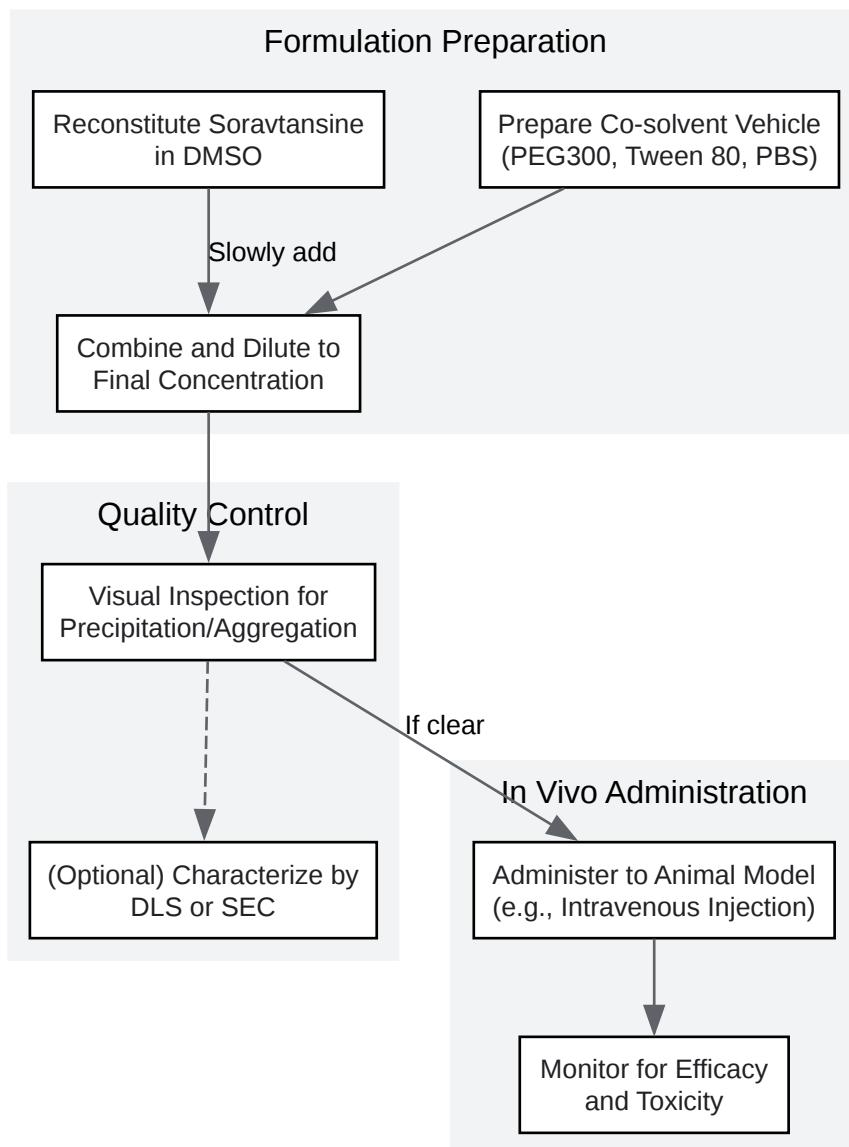 Formulation Preparation
Reconstitute Soravtansine
in DMSO
Prepare Co-solvent Vehicle
(PEG300, Tween 80, PBS)
Slowly add
Combine and Dilute to
Final Concentration
Quality Control
Visual Inspection for
Precipitation/Aggregation
If clear
In Vivo Administration
(Optional) Characterize by
DLS or SEC
Administer to Animal Model
(e.g., Intravenous Injection)
Monitor for Efficacy
and Toxicity